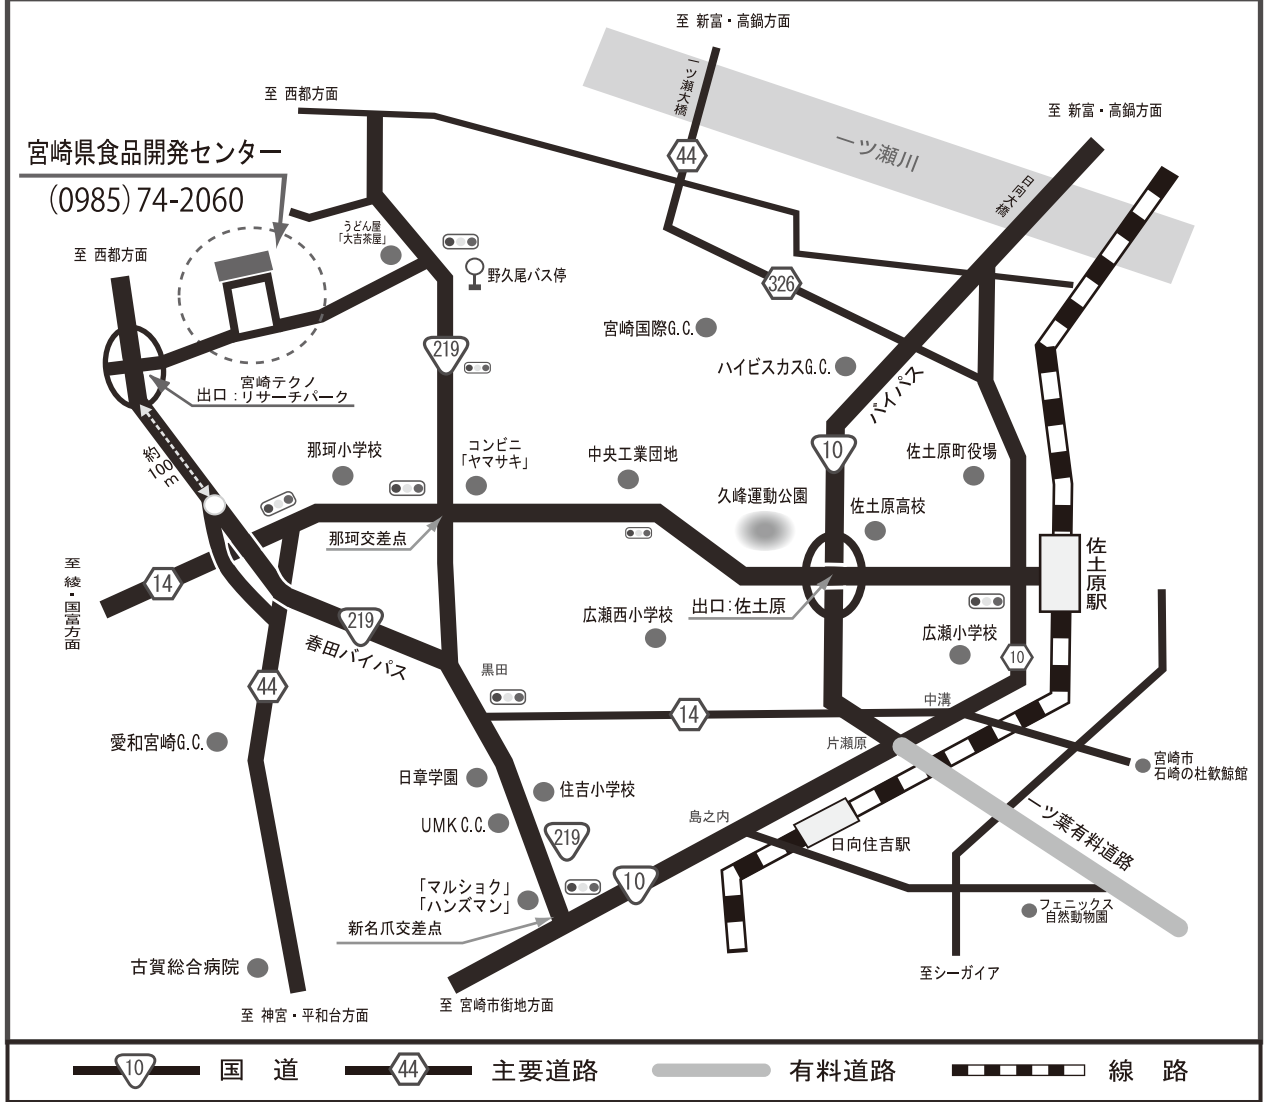 至 新富・高鍋方面
一ツ瀬大橋
至 西都方面
44
一ツ瀬川
至 新富・高鍋方面
日向大橋
宮崎県食品開発センター
(0985)74-2060
うどん屋
「大吉茶屋」
至 西都方面
野久尾バス停
326
宮崎国際G.C.
219
ハイビスカスG.C.
バイパス
宮崎テクノ
出口:リサーチパーク
約100m
那珂小学校
コンビニ
「ヤマサキ」
中央工業団地
10
佐土原町役場
久峰運動公園
佐土原高校
那珂交差点
佐土原駅
至 綾・国富方面
14
出口:佐土原
広瀬西小学校
広瀬小学校
219
春田バイパス
黒田
10
44
14
中溝
愛和宮崎G.C.
片瀬原
宮崎市
石崎の杜歓鯨館
日章学園
住吉小学校
UMK C.C.
219
島之内
日向住吉駅
一ツ葉有料道路
10
「マルショク」
「ハンズマン」
新名爪交差点
フェニックス
自然動物園
古賀総合病院
至シーガイア
至 宮崎市街地方面
至 神宮・平和台方面
10 国 道
44 主要道路
有料道路
線 路